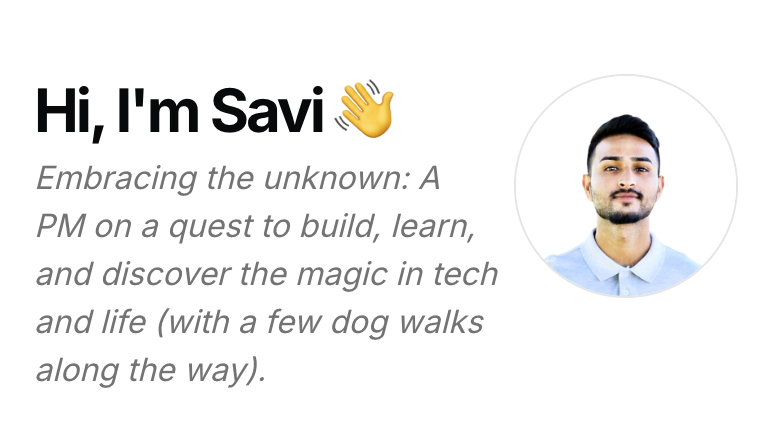 Hi, I'm Savi 👋
Embracing the unknown: A
PM on a quest to build, learn,
and discover the magic in tech
and life (with a few dog walks
along the way).